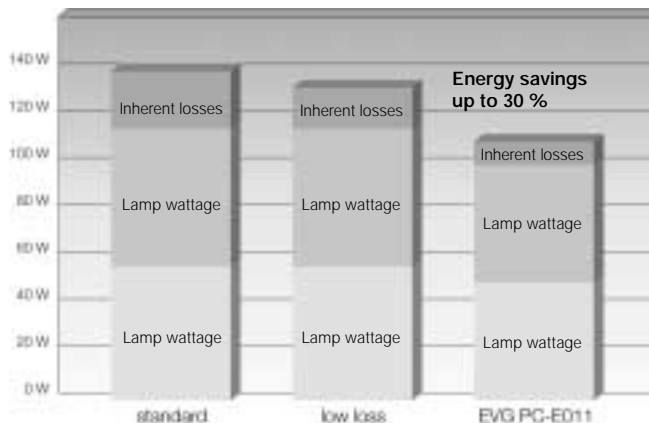 140 W
120 W
100 W
80 W
60 W
40 W
20 W
0 W
Energy savings
up to 30 %
Inherent losses
Inherent losses
Inherent losses
Lamp wattage
Lamp wattage
Lamp wattage
Lamp wattage
Lamp wattage
Lamp wattage
standard
low loss
EVG PC-E011